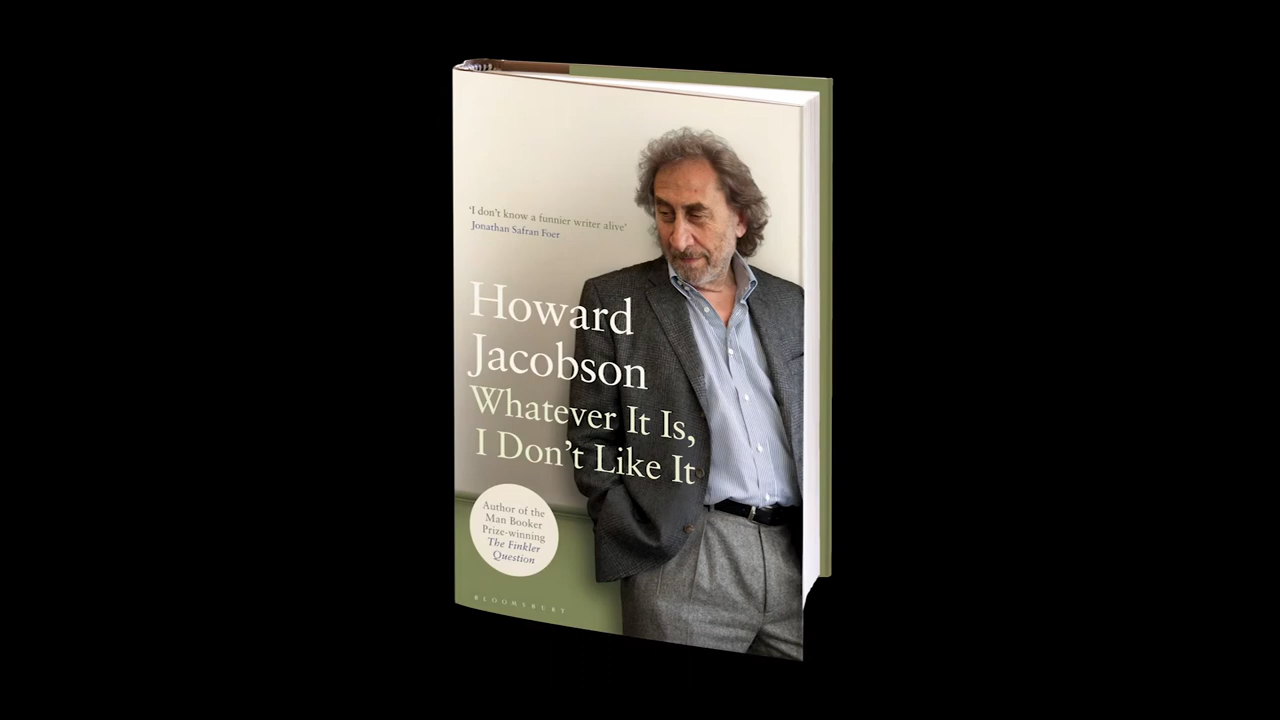 ‘I don’t know a funnier writer alive’
Jonathan Safran Foer
Howard
Jacobson
Whatever It Is,
I Don’t Like It
Author of the
Man Booker
Prize-winning
The Finkler
Question
BLOOMSBURY